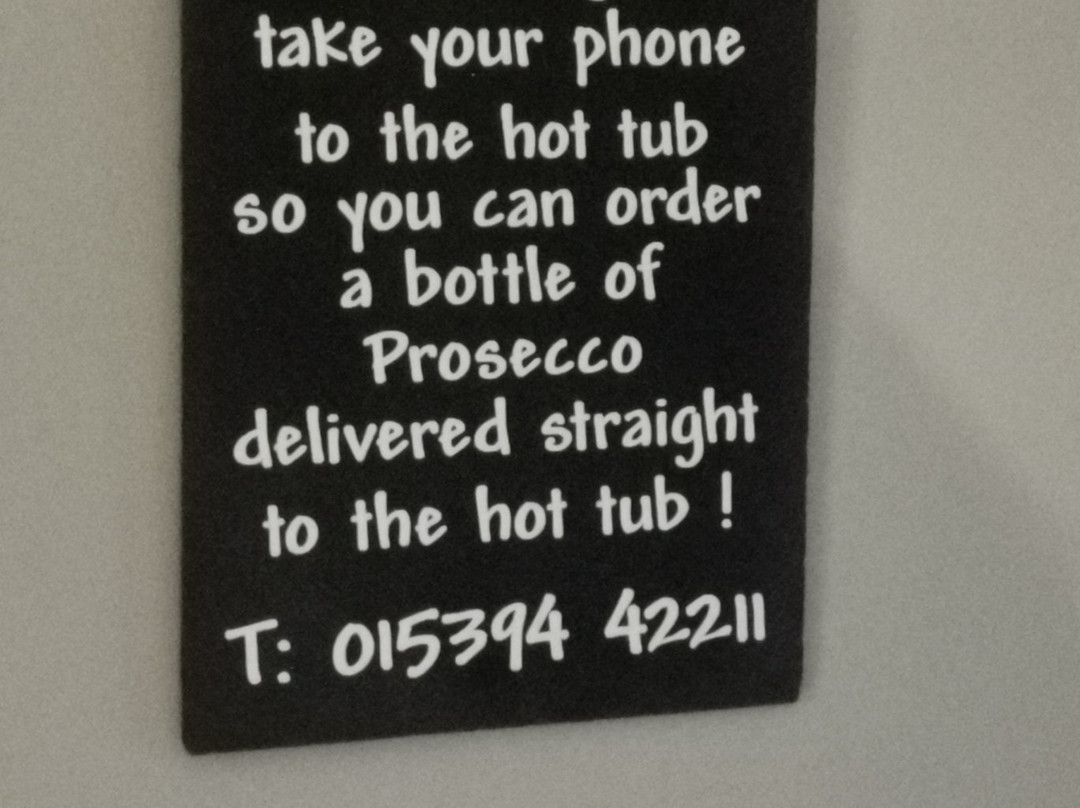 take your phone
to the hot tub
so you can order
a bottle of
Prosecco
delivered straight
to the hot tub !
T: 015394 42211